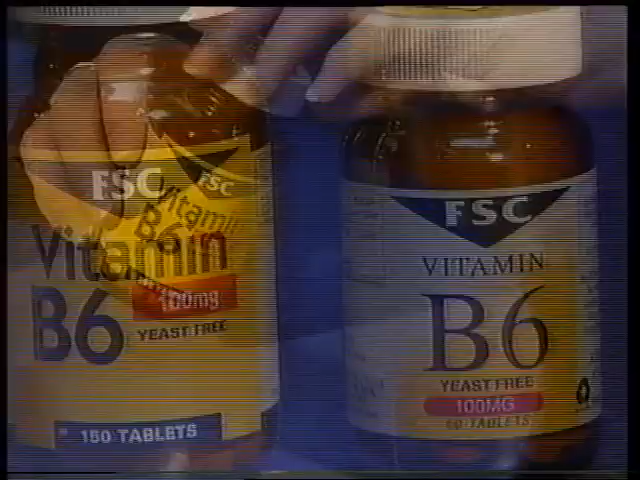 FSC
Vitamin
B6
100mg
YEAST FREE
150 TABLETS
FSC
Vitamin
B6
FSC
VITAMIN
B6
YEAST FREE
100MG
60 TABLETS